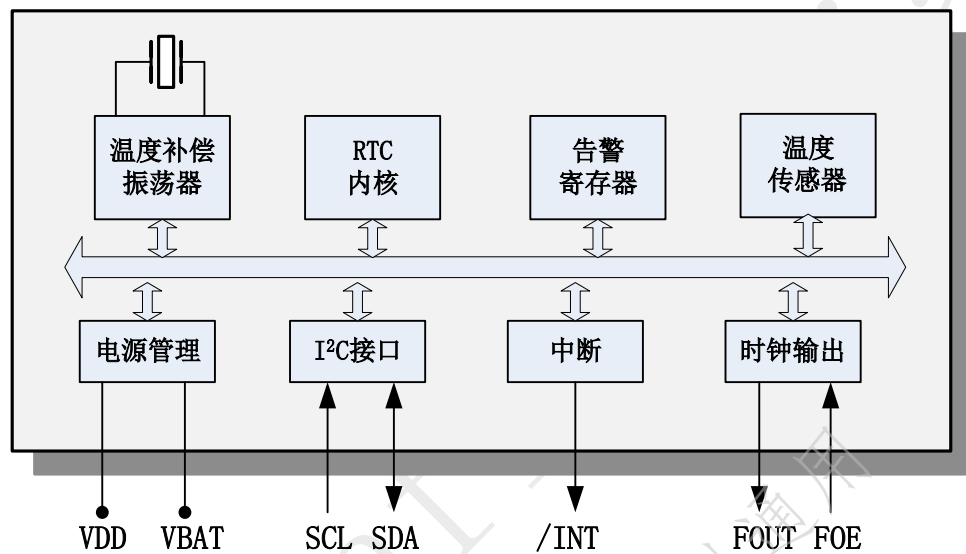 温度补偿
振荡器
RTC
内核
告警
寄存器
温度
传感器
电源管理
I²C接口
中断
时钟输出
VDD VBAT SCL SDA /INT FOUT FOE
通用